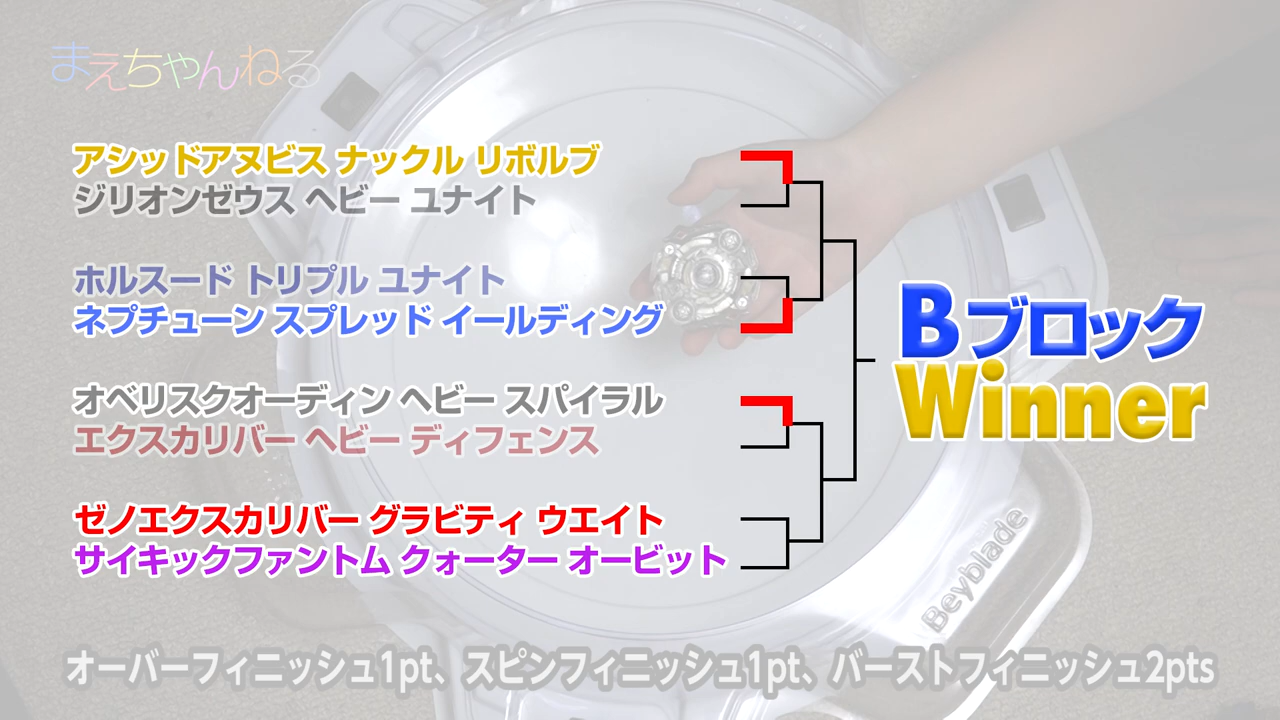 まえちゃんねる
アシッドアヌビス ナックル リボルブ
ジリオンゼウス ヘビー ユナイト
ホルスード トリプル ユナイト
ネプチューン スプレッド イールディング
オベリスクオーディン ヘビー スパイラル
エクスカリバー ヘビー ディフェンス
ゼノエクスカリバー グラビティ ウエイト
サイキックファントム クォーター オービット
Bブロック
Winner
Beyblade
オーバーフィニッシュ1pt、スピンフィニッシュ1pt、バーストフィニッシュ2pts